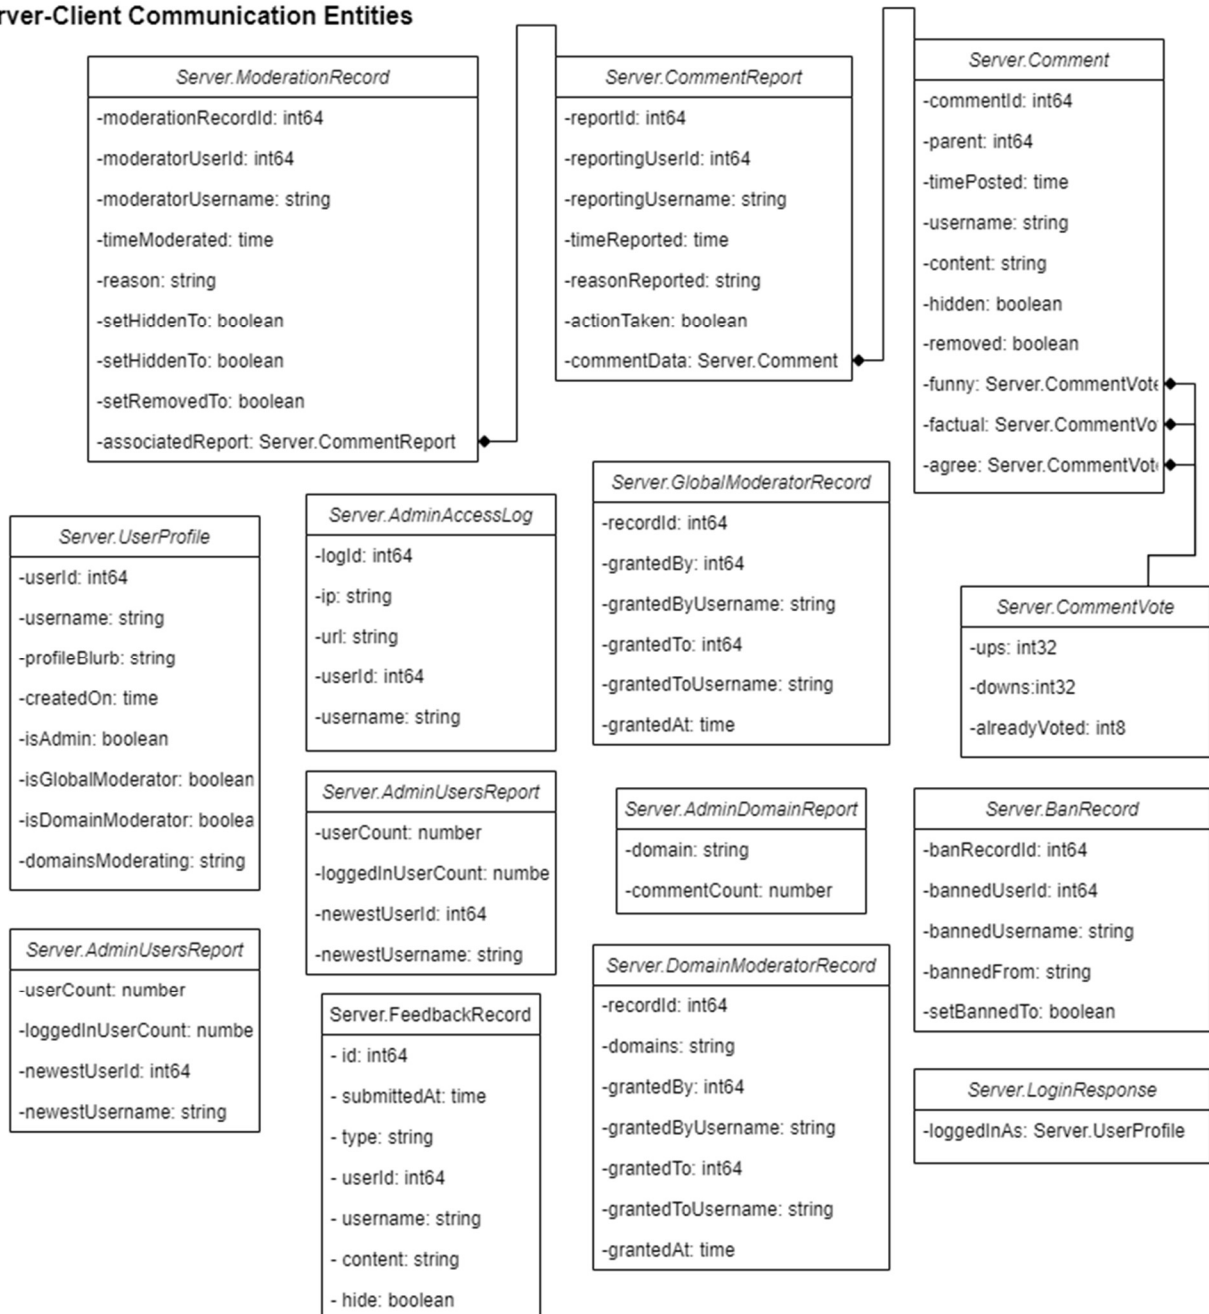 rver-Client Communication Entities
Server.ModerationRecord
-moderationRecordId: int64
-moderatorUserId: int64
-moderatorUsername: string
-timeModerated: time
-reason: string
-setHiddenTo: boolean
-setHiddenTo: boolean
-setRemovedTo: boolean
-associatedReport: Server.CommentReport
Server.CommentReport
-reportId: int64
-reportingUserId: int64
-reportingUsername: string
-timeReported: time
-reasonReported: string
-actionTaken: boolean
-commentData: Server.Comment
Server.Comment
-commentId: int64
-parent: int64
-timePosted: time
-username: string
-content: string
-hidden: boolean
-removed: boolean
-funny: Server.CommentVote
-factual: Server.CommentVo
-agree: Server.CommentVote
Server.UserProfile
-userId: int64
-username: string
-profileBlurb: string
-createdOn: time
-isAdmin: boolean
-isGlobalModerator: boolean
-isDomainModerator: boolea
-domainsModerating: string
Server.AdminAccessLog
-logId: int64
-ip: string
-url: string
-userId: int64
-username: string
Server.GlobalModeratorRecord
-recordId: int64
-grantedBy: int64
-grantedByUsername: string
-grantedTo: int64
-grantedToUsername: string
-grantedAt: time
Server.CommentVote
-ups: int32
-downs:int32
-alreadyVoted: int8
Server.AdminUsersReport
-userCount: number
-loggedInUserCount: numbe
-newestUserId: int64
-newestUsername: string
Server.AdminDomainReport
-domain: string
-commentCount: number
Server.BanRecord
-banRecordId: int64
-bannedUserId: int64
-bannedUsername: string
-bannedFrom: string
-setBannedTo: boolean
Server.AdminUsersReport
-userCount: number
-loggedInUserCount: numbe
-newestUserId: int64
-newestUsername: string
Server.FeedbackRecord
- id: int64
- submittedAt: time
- type: string
- userId: int64
- username: string
- content: string
- hide: boolean
Server.DomainModeratorRecord
-recordId: int64
-domains: string
-grantedBy: int64
-grantedByUsername: string
-grantedTo: int64
-grantedToUsername: string
-grantedAt: time
Server.LoginResponse
-loggedInAs: Server.UserProfile